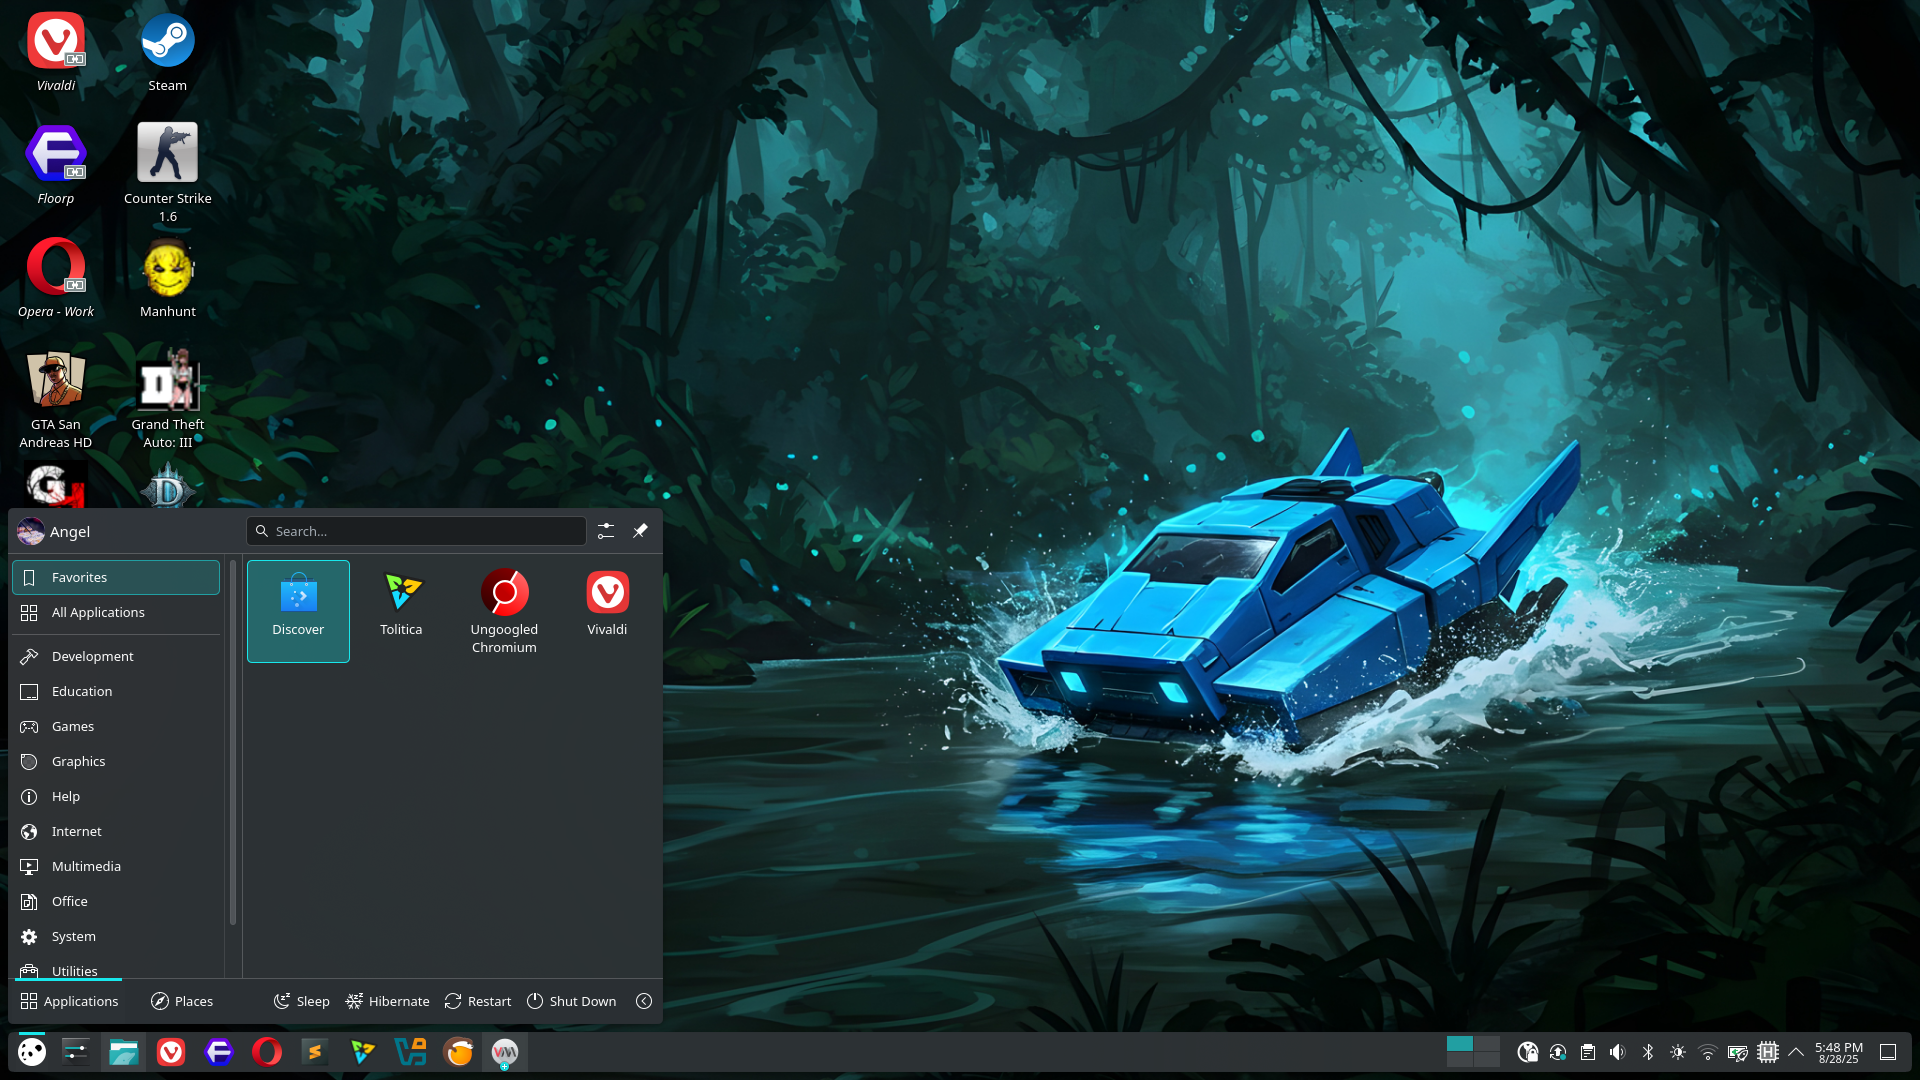 Vivaldi
Steam
Floorp
Counter Strike
1.6
Opera - Work
Manhunt
GTA San
Andreas HD
Grand Theft
Auto: III
Angel
Search...
Favorites
All Applications
Development
Education
Games
Graphics
Help
Internet
Multimedia
Office
System
Utilities
Discover
Tolitica
Ungoogled
Chromium
Vivaldi
Applications
Places
Sleep
Hibernate
Restart
Shut Down
5:48 PM
8/28/25